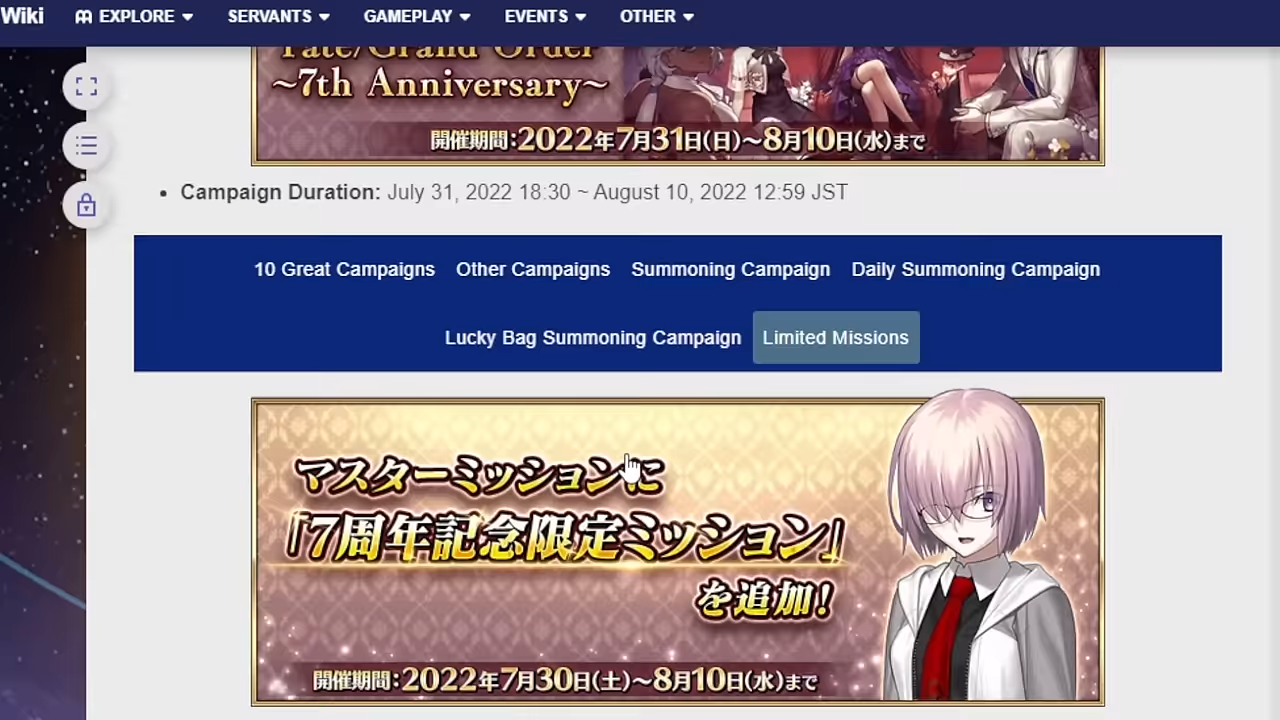 Wiki EXPLORE SERVANTS GAMEPLAY EVENTS OTHER
Fate/Grand Order
~7th Anniversary~
開催期間:2022年7月31日(日)~8月10日(水)まで
• Campaign Duration: July 31, 2022 18:30 ~ August 10, 2022 12:59 JST
10 Great Campaigns Other Campaigns Summoning Campaign Daily Summoning Campaign
Lucky Bag Summoning Campaign Limited Missions
マスターミッションに
「7周年記念限定ミッション」
を追加!
開催期間:2022年7月30日(土)~8月10日(水)まで